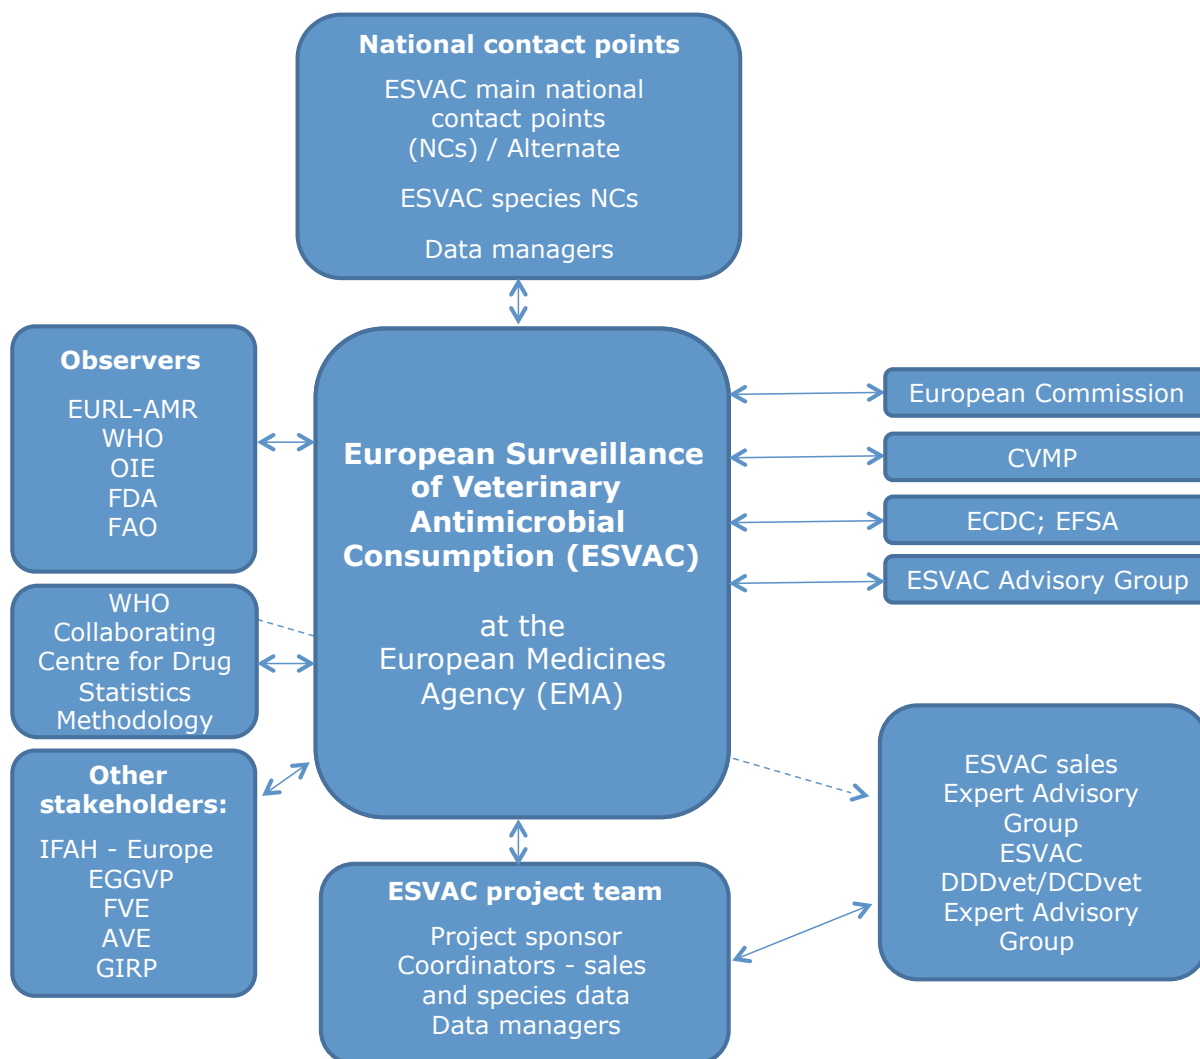 National contact points
ESVAC main national
contact points
(NCs) / Alternate
ESVAC species NCs
Data managers
Observers
EURL-AMR
WHO
OIE
FDA
FAO
European Surveillance
of Veterinary
Antimicrobial
Consumption (ESVAC)
at the
European Medicines
Agency (EMA)
European Commission
CVMP
ECDC; EFSA
ESVAC Advisory Group
WHO
Collaborating
Centre for Drug
Statistics
Methodology
Other
stakeholders:
IFAH - Europe
EGGVP
FVE
AVE
GIRP
ESVAC project team
Project sponsor
Coordinators - sales
and species data
Data managers
ESVAC sales
Expert Advisory
Group
ESVAC
DDDvet/DCDvet
Expert Advisory
Group